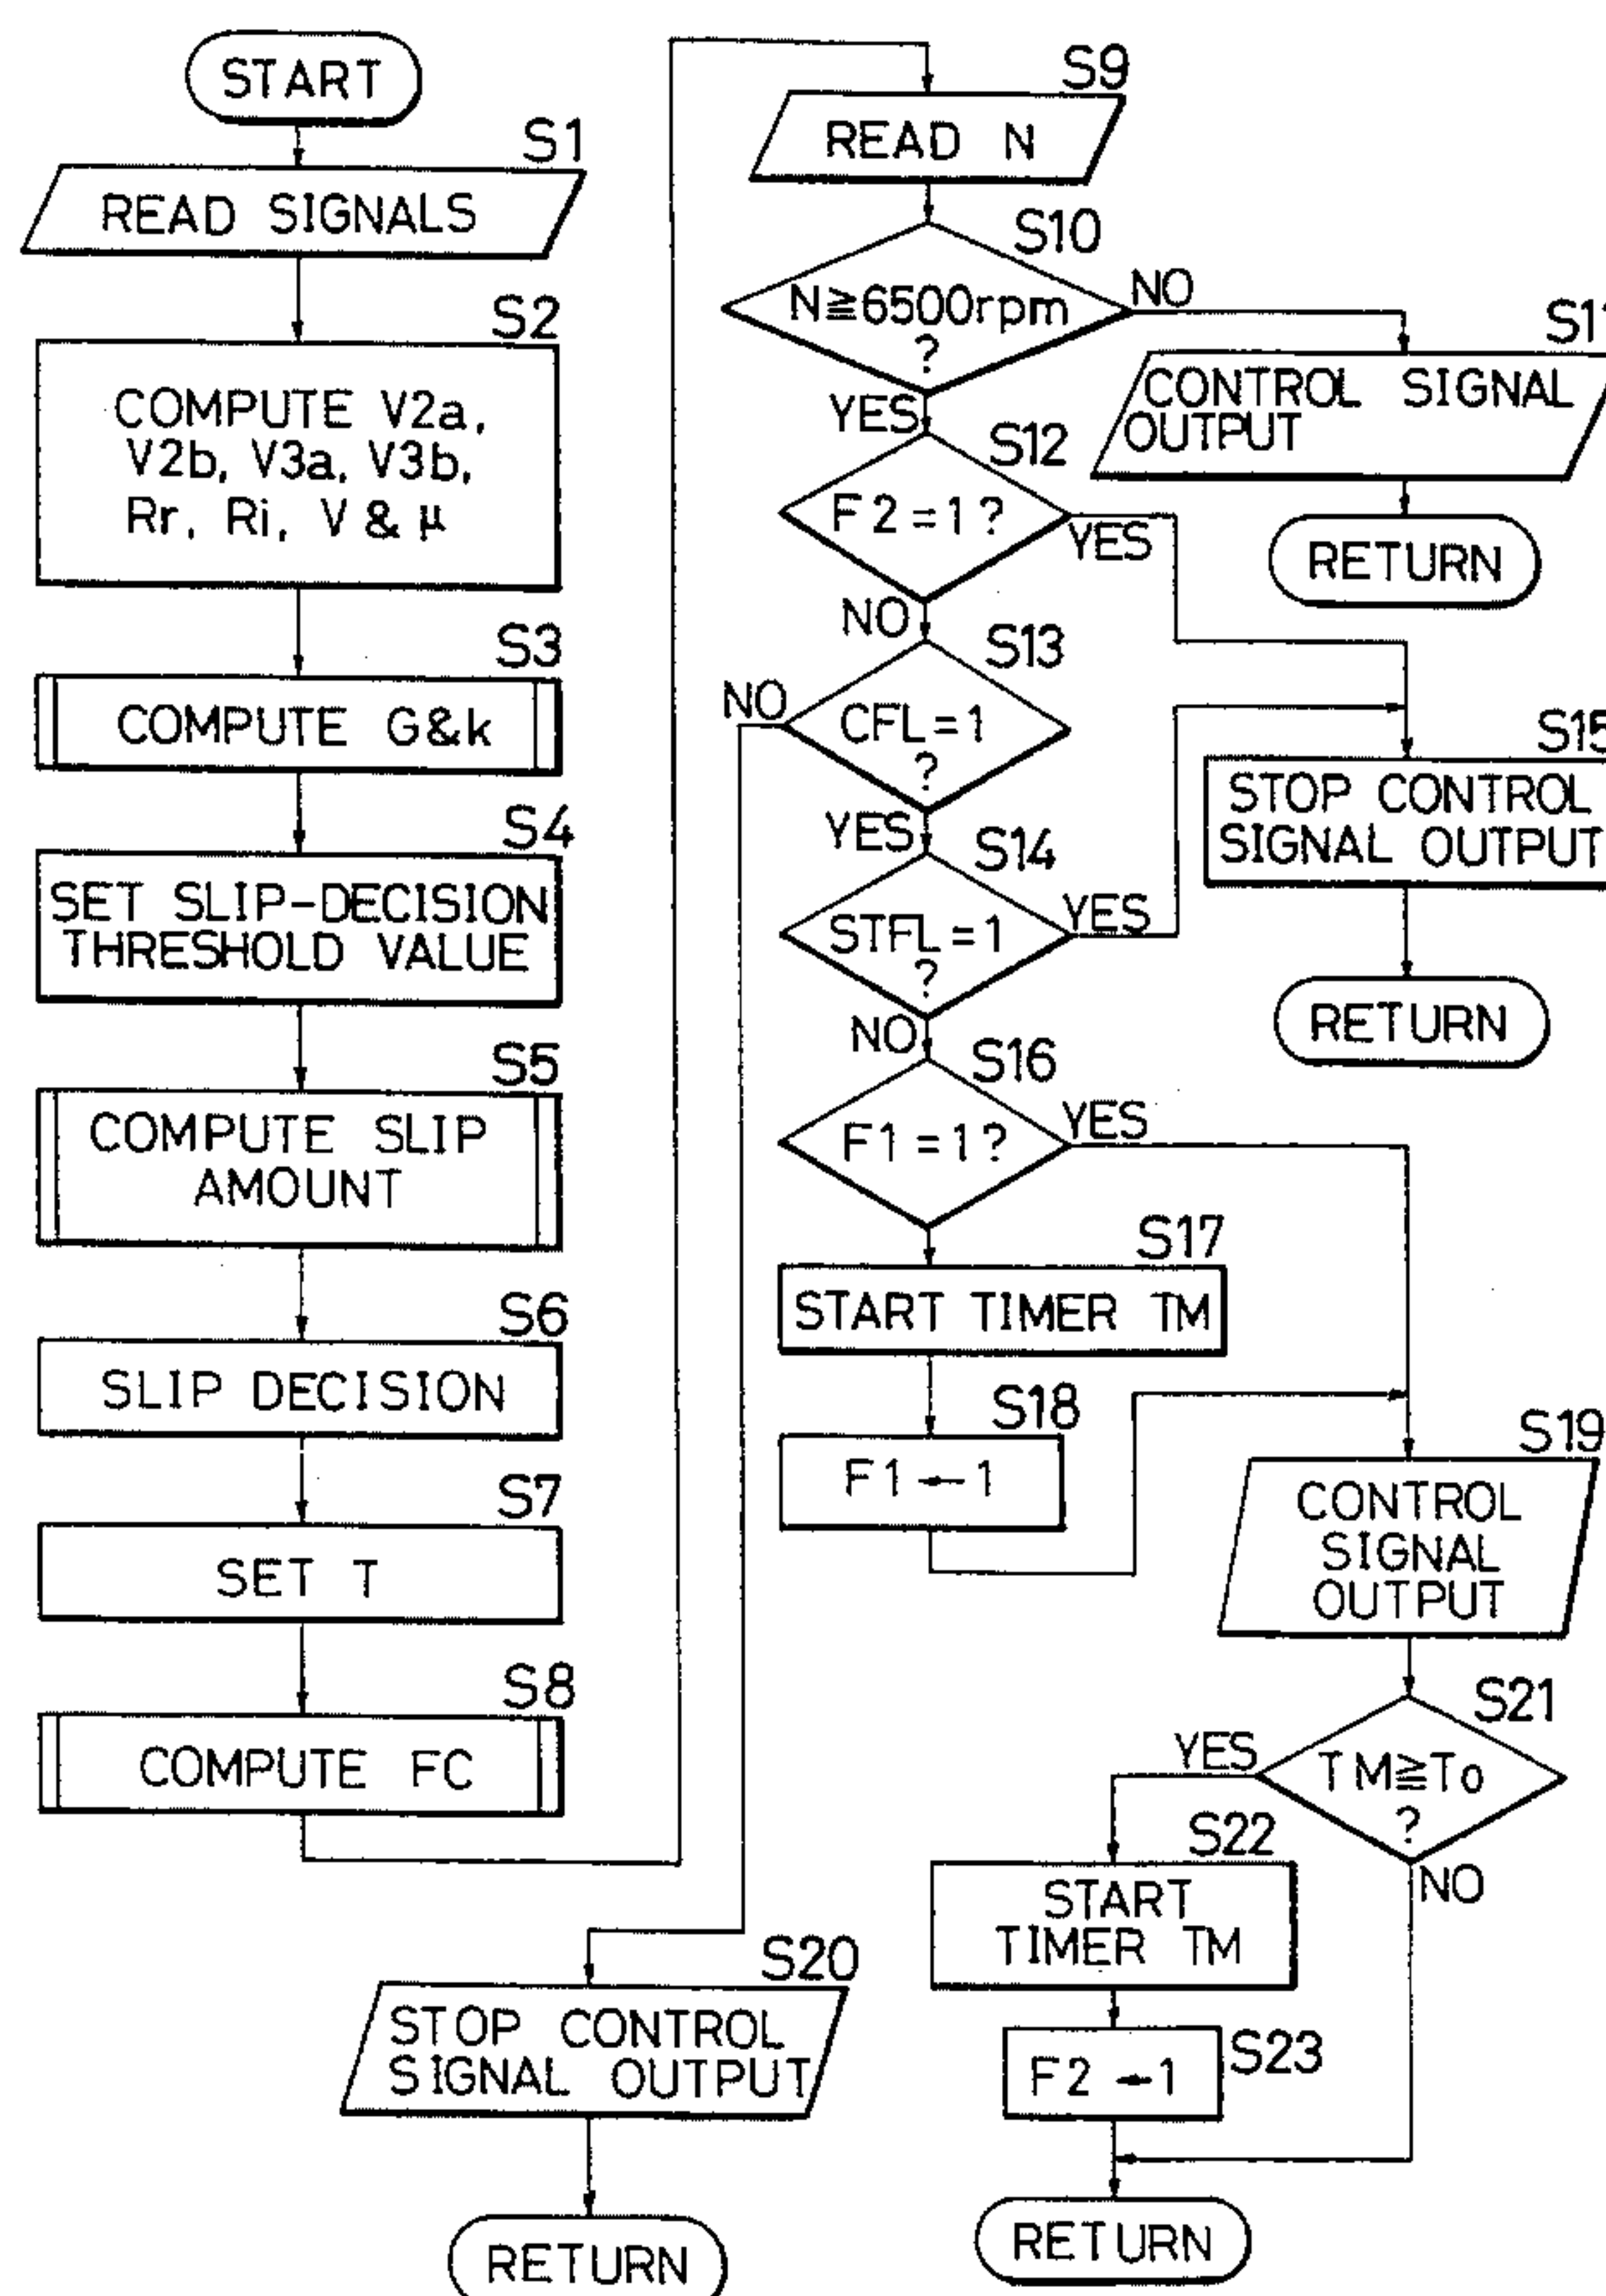 START
S1
READ SIGNALS
S2
COMPUTE V2a,
V2b, V3a, V3b,
Rr, Ri, V & μ
S3
COMPUTE G&k
S4
SET SLIP-DECISION
THRESHOLD VALUE
S5
COMPUTE SLIP
AMOUNT
S6
SLIP DECISION
S7
SET T
S8
COMPUTE FC
S9
READ N
S10
N≧6500rpm
?
NO
YES
S11
CONTROL SIGNAL
OUTPUT
RETURN
S12
F2=1?
YES
NO
S13
CFL=1
?
NO
YES
S14
STFL=1
?
YES
NO
S15
STOP CONTROL
SIGNAL OUTPUT
RETURN
S16
F1=1?
YES
S17
START TIMER TM
S18
F1←1
S19
CONTROL
SIGNAL
OUTPUT
S20
STOP CONTROL
SIGNAL OUTPUT
RETURN
S21
TM≧To
?
YES
NO
S22
START
TIMER TM
S23
F2←1
RETURN